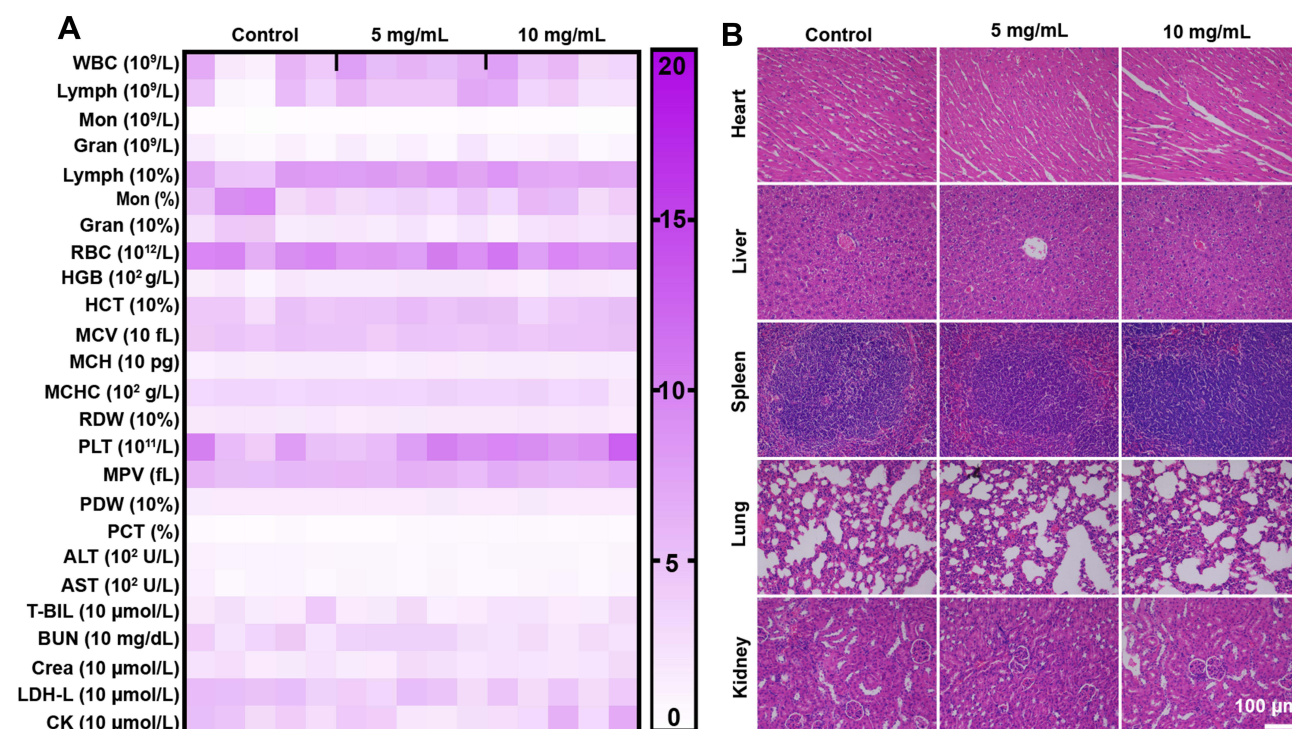 A
Control 5 mg/mL 10 mg/mL
WBC (10⁹/L)
Lymph (10⁹/L)
Mon (10⁹/L)
Gran (10⁹/L)
Lymph (10%)
Mon (%)
Gran (10%)
RBC (10¹²/L)
HGB (10² g/L)
HCT (10%)
MCV (10 fL)
MCH (10 pg)
MCHC (10² g/L)
RDW (10%)
PLT (10¹¹/L)
MPV (fL)
PDW (10%)
PCT (%)
ALT (10² U/L)
AST (10² U/L)
T-BIL (10 µmol/L)
BUN (10 mg/dL)
Crea (10 µmol/L)
LDH-L (10 µmol/L)
CK (10 µmol/L)
20
15
10
5
0
B
Control 5 mg/mL 10 mg/mL
Heart
Liver
Spleen
Lung
Kidney
100 µm